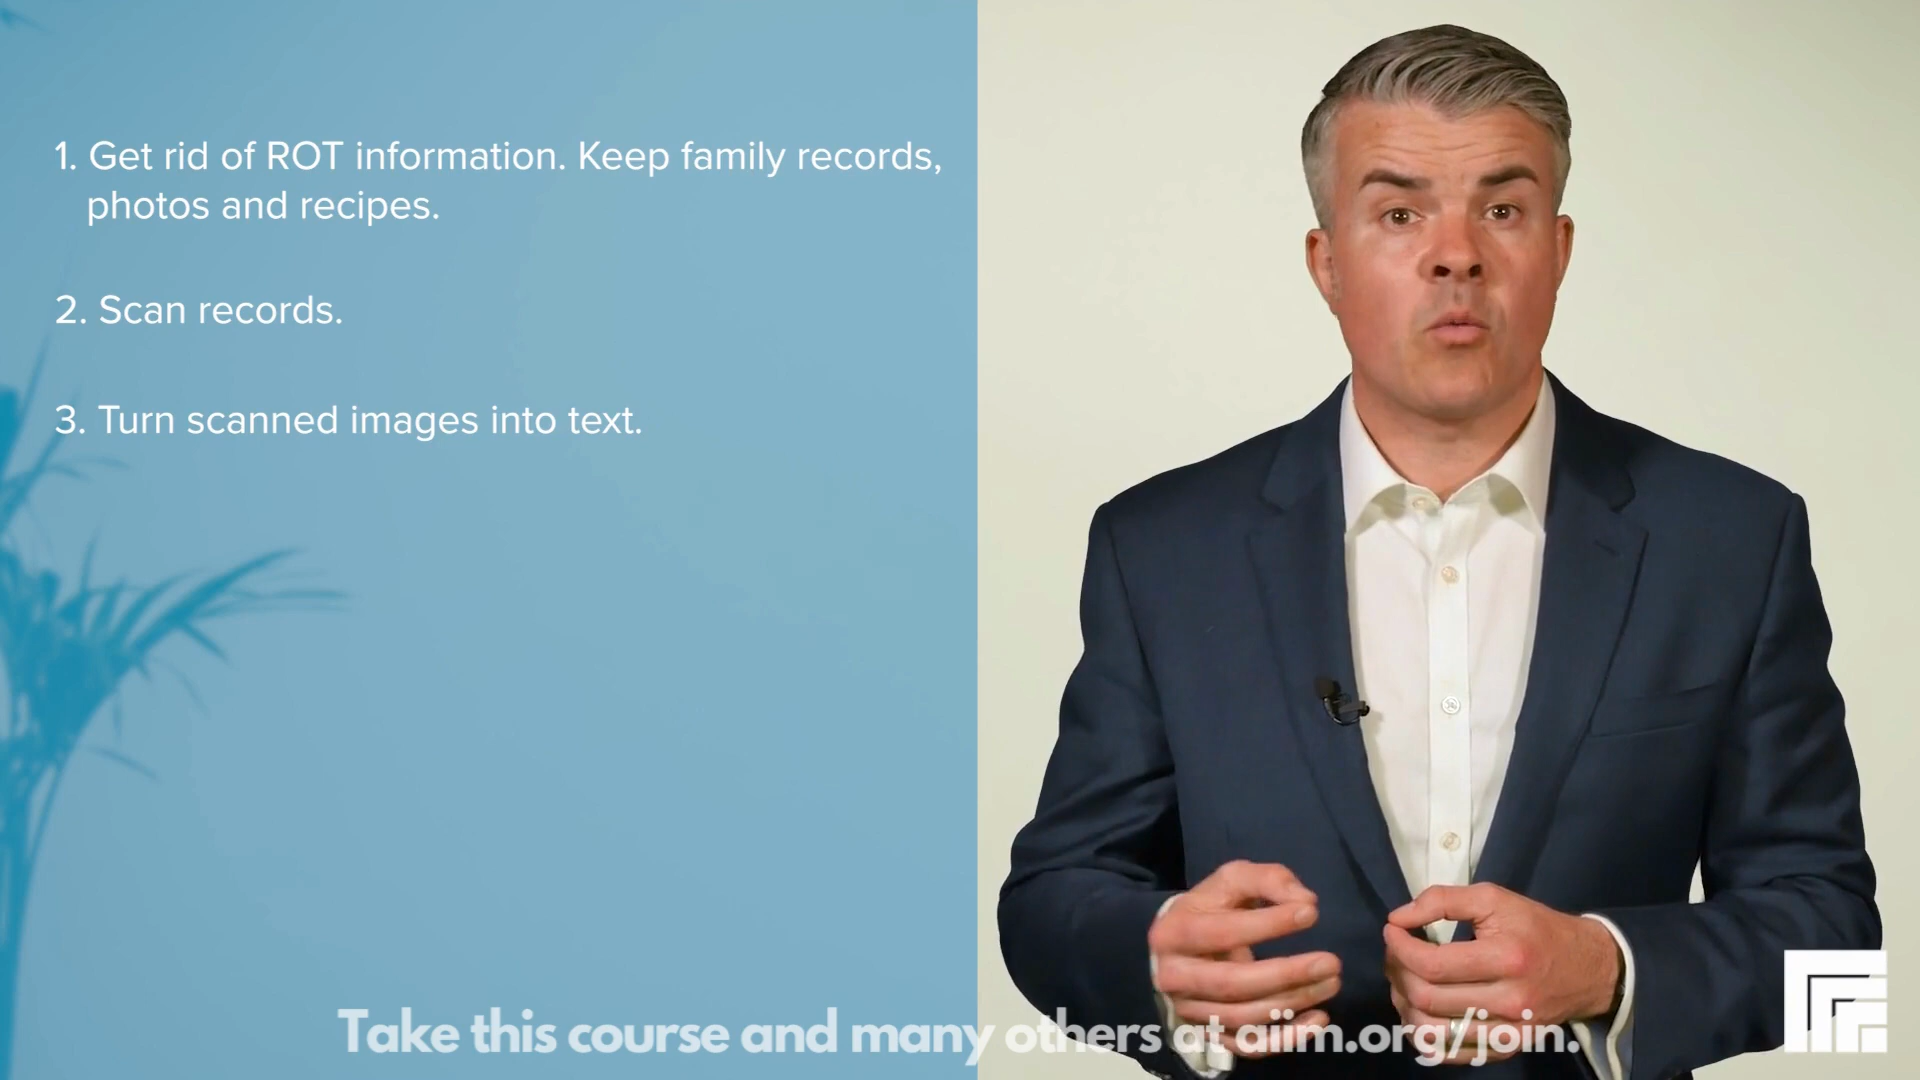 1. Get rid of ROT information. Keep family records,
photos and recipes.
2. Scan records.
3. Turn scanned images into text.
Take this course and many others at aiim.org/join.